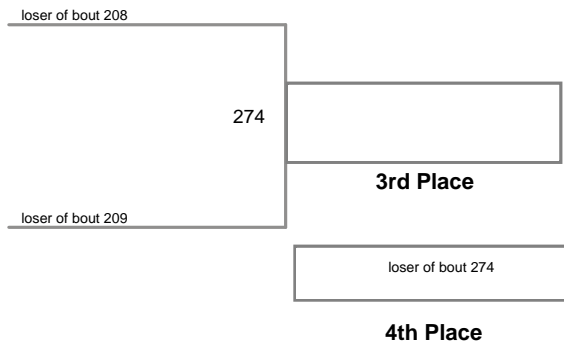 loser of bout 208
274
3rd Place
loser of bout 209
loser of bout 274
4th Place